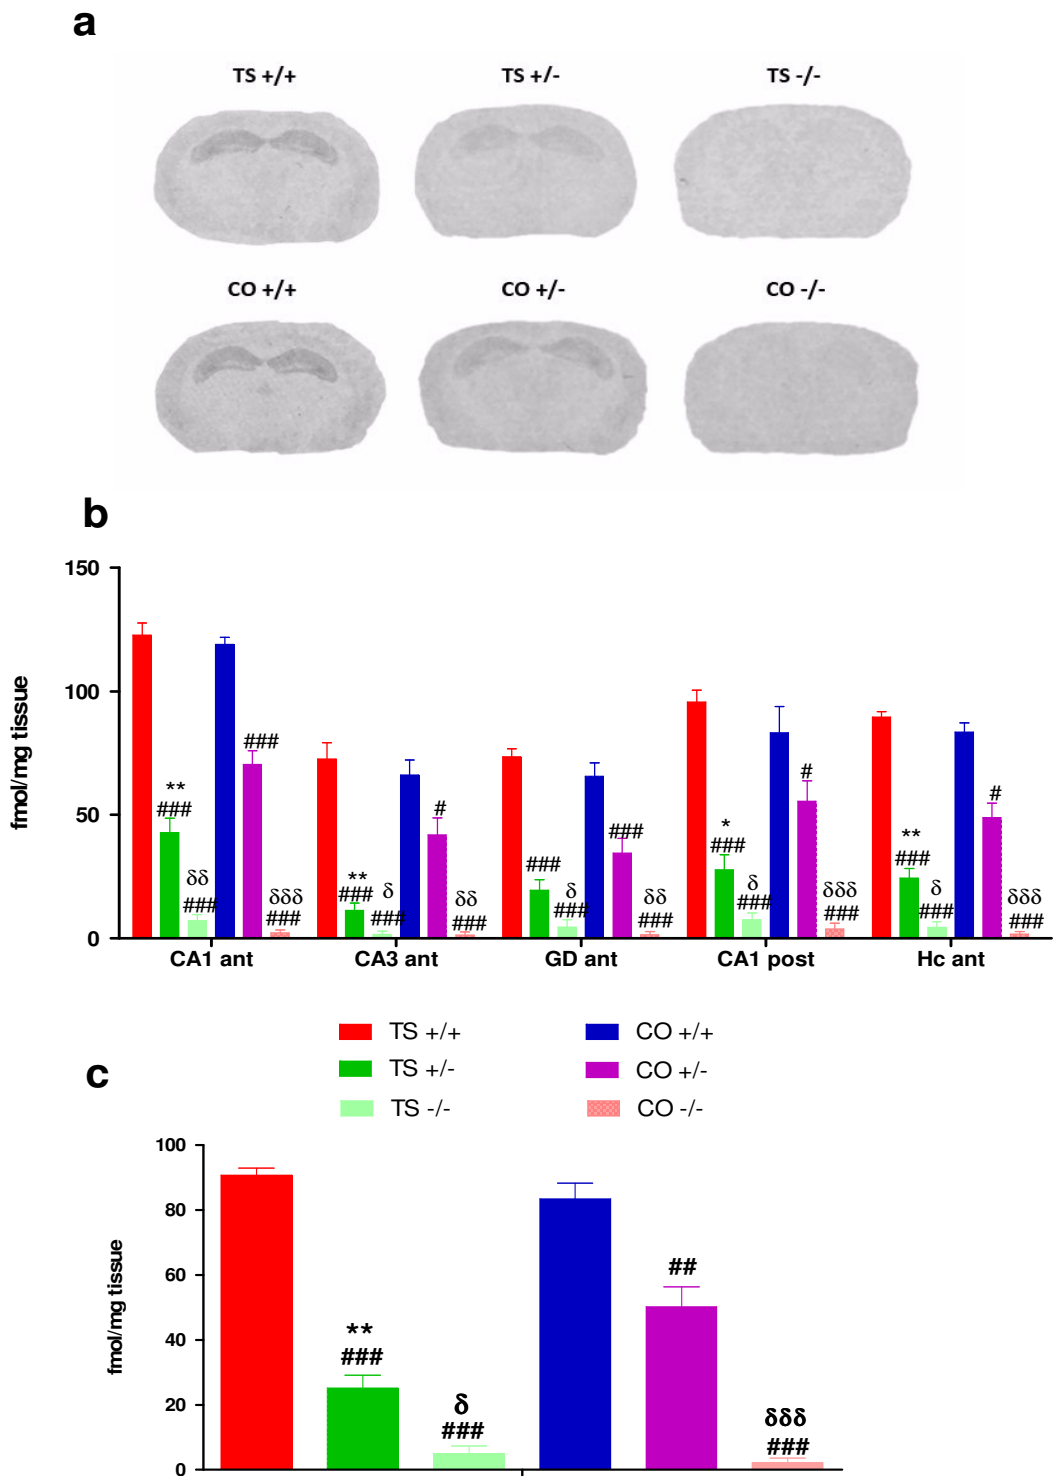 a
TS +/+ TS +/- TS -/-
CO +/+ CO +/- CO -/-
b
150
100
50
0
fmol/mg tissue
** ### δδ ### ### δδδ ###
** ### δ ### # δδ ###
### δ ### ### δδ ###
* ### δ ### # δδδ ###
** ### δ ### # δδδ ###
CA1 ant CA3 ant GD ant CA1 post Hc ant
TS +/+ CO +/+
TS +/- CO +/-
TS -/- CO -/-
c
100
80
60
40
20
0
fmol/mg tissue
** ### δ ### ## δδδ ###